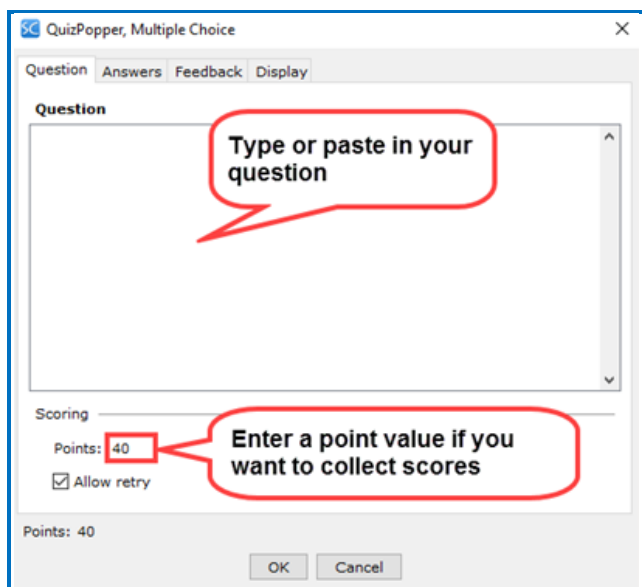 SC QuizPopper, Multiple Choice
Question Answers Feedback Display
Question
Type or paste in your
question
Scoring
Points: 40
Enter a point value if you
want to collect scores
Allow retry
Points: 40
OK Cancel